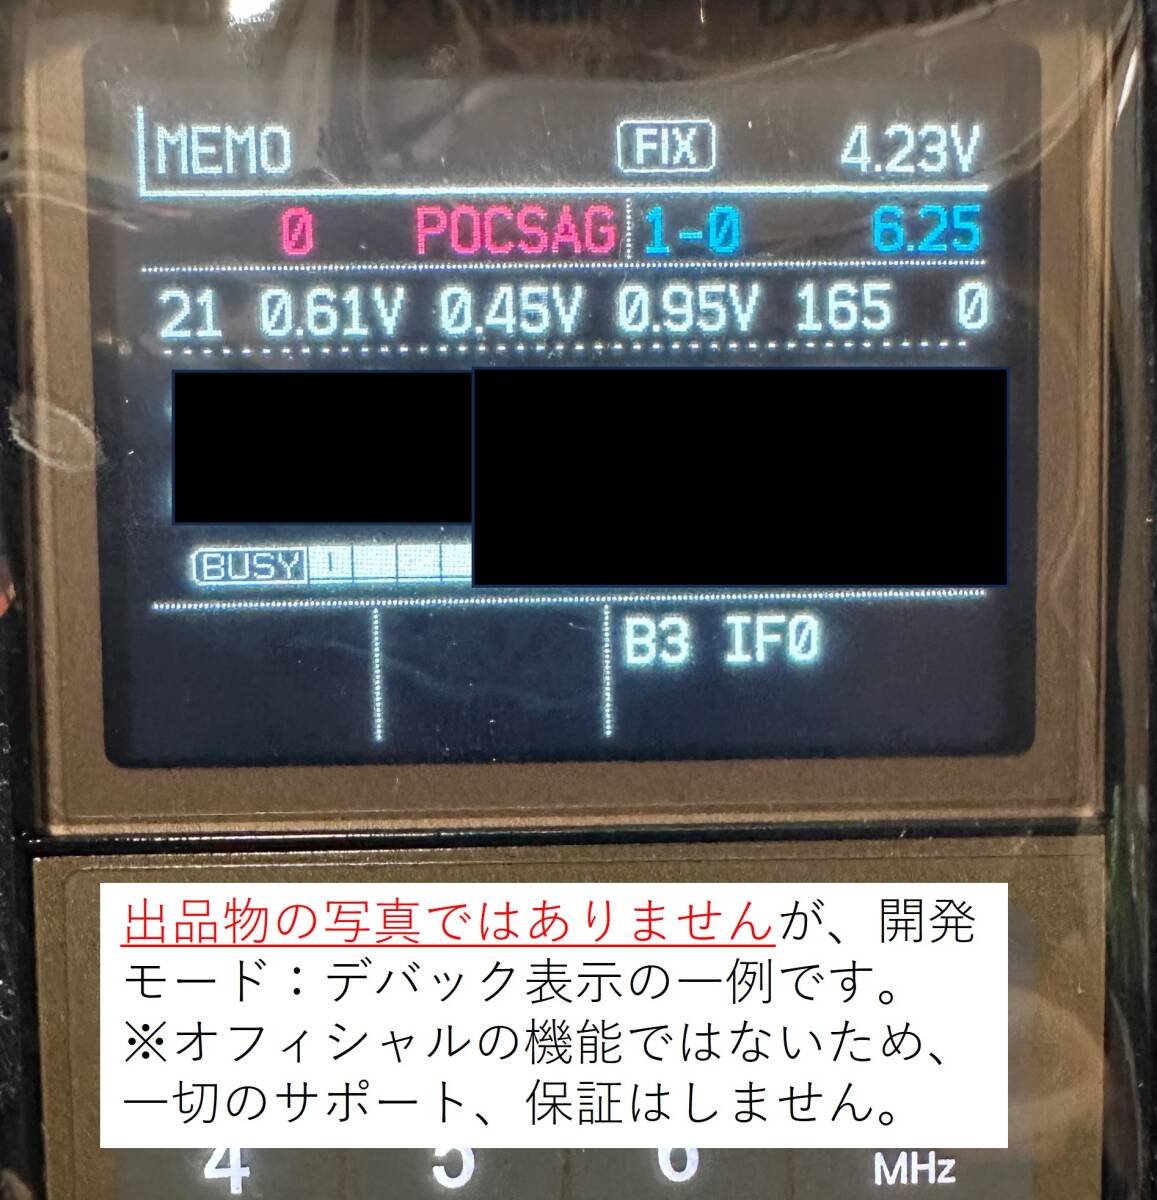 MEMO FIX 4.23V
0 POCSAG 1-0 6.25
21 0.61V 0.45V 0.95V 165 0
BUSY
B3 IF0
出品物の写真ではありませんが、開発
モード：デバック表示の一例です。
※オフィシャルの機能ではないため、
一切のサポート、保証はしません。
4 5 6 MHz